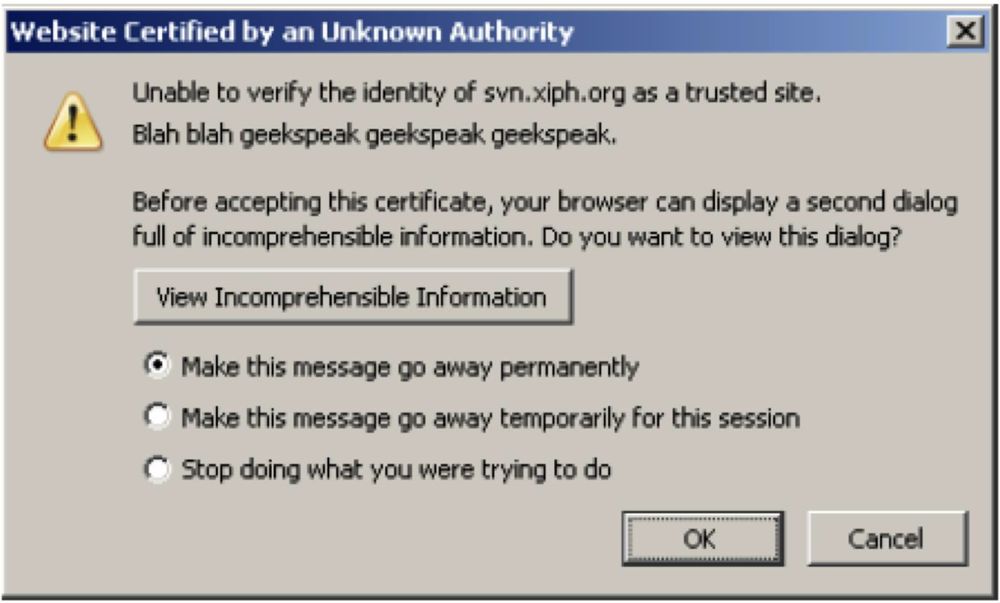 Website Certified by an Unknown Authority
Unable to verify the identity of svn.xiph.org as a trusted site.
Blah blah geekspeak geekspeak geekspeak.
Before accepting this certificate, your browser can display a second dialog
full of incomprehensible information. Do you want to view this dialog?
View Incomprehensible Information
Make this message go away permanently
Make this message go away temporarily for this session
Stop doing what you were trying to do
OK Cancel